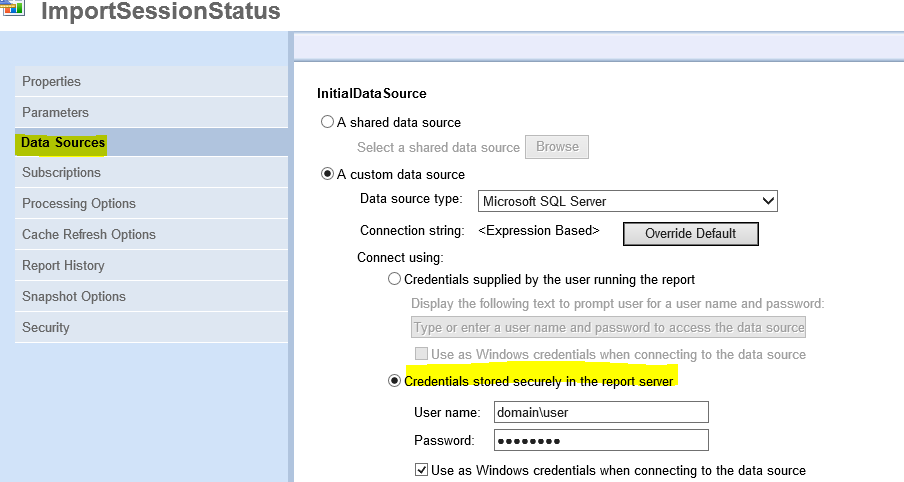 ImportSessionStatus
Properties
Parameters
Data Sources
Subscriptions
Processing Options
Cache Refresh Options
Report History
Snapshot Options
Security
InitialDataSource
A shared data source
Select a shared data source Browse
A custom data source
Data source type: Microsoft SQL Server
Connection string: <Expression Based> Override Default
Connect using:
Credentials supplied by the user running the report
Display the following text to prompt user for a user name and password:
Type or enter a user name and password to access the data source
Use as Windows credentials when connecting to the data source
Credentials stored securely in the report server
User name: domain\user
Password: ••••••••
Use as Windows credentials when connecting to the data source